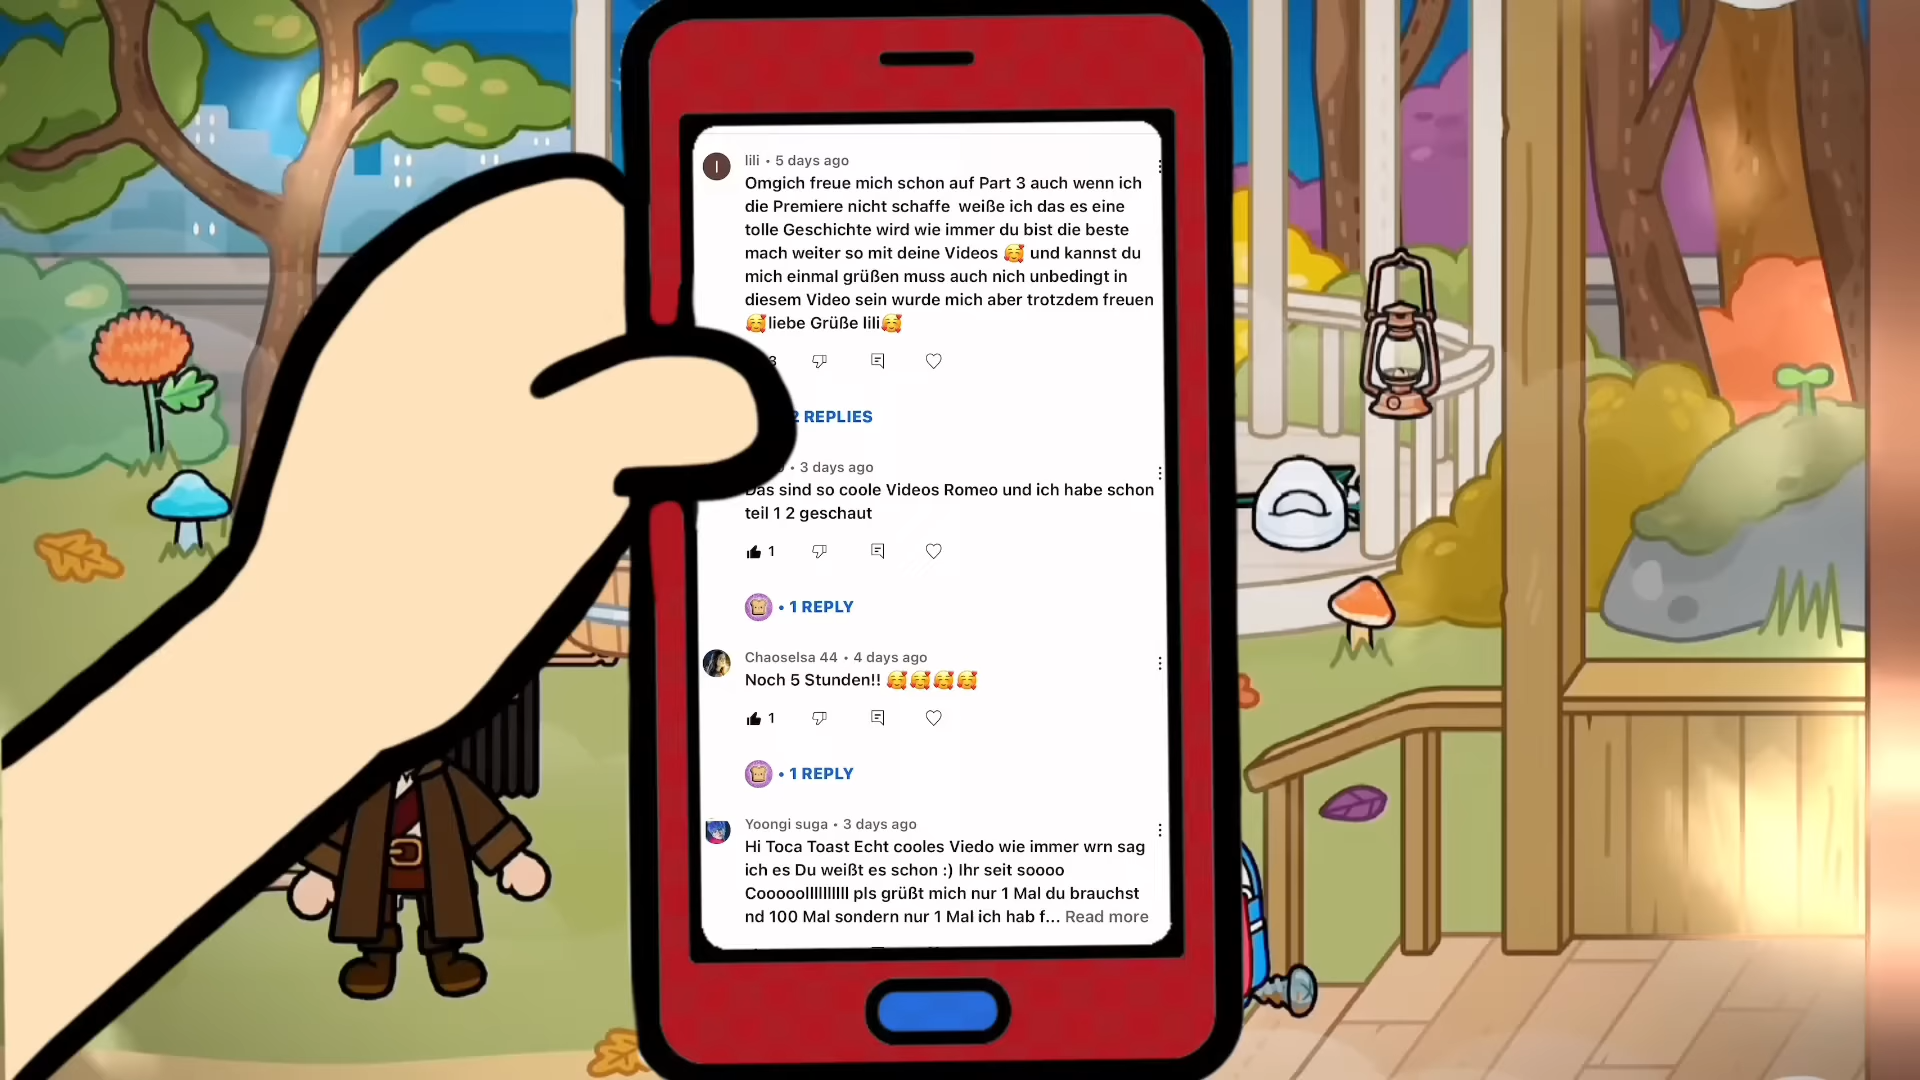 lili • 5 days ago
Omgich freue mich schon auf Part 3 auch wenn ich
die Premiere nicht schaffe weiße ich das es eine
tolle Geschichte wird wie immer du bist die beste
mach weiter so mit deine Videos 🥰 und kannst du
mich einmal grüßen muss auch nich unbedingt in
diesem Video sein wurde mich aber trotzdem freuen
🥰liebe Grüße lili🥰
3
2 REPLIES
• 3 days ago
Das sind so coole Videos Romeo und ich habe schon
teil 1 2 geschaut
1
• 1 REPLY
Chaoselsa 44 • 4 days ago
Noch 5 Stunden!! 🥰🥰🥰🥰
1
• 1 REPLY
Yoongi suga • 3 days ago
Hi Toca Toast Echt cooles Viedo wie immer wrn sag
ich es Du weißt es schon :) Ihr seit soooo
Cooooollllllllll pls grüßt mich nur 1 Mal du brauchst
nd 100 Mal sondern nur 1 Mal ich hab f... Read more